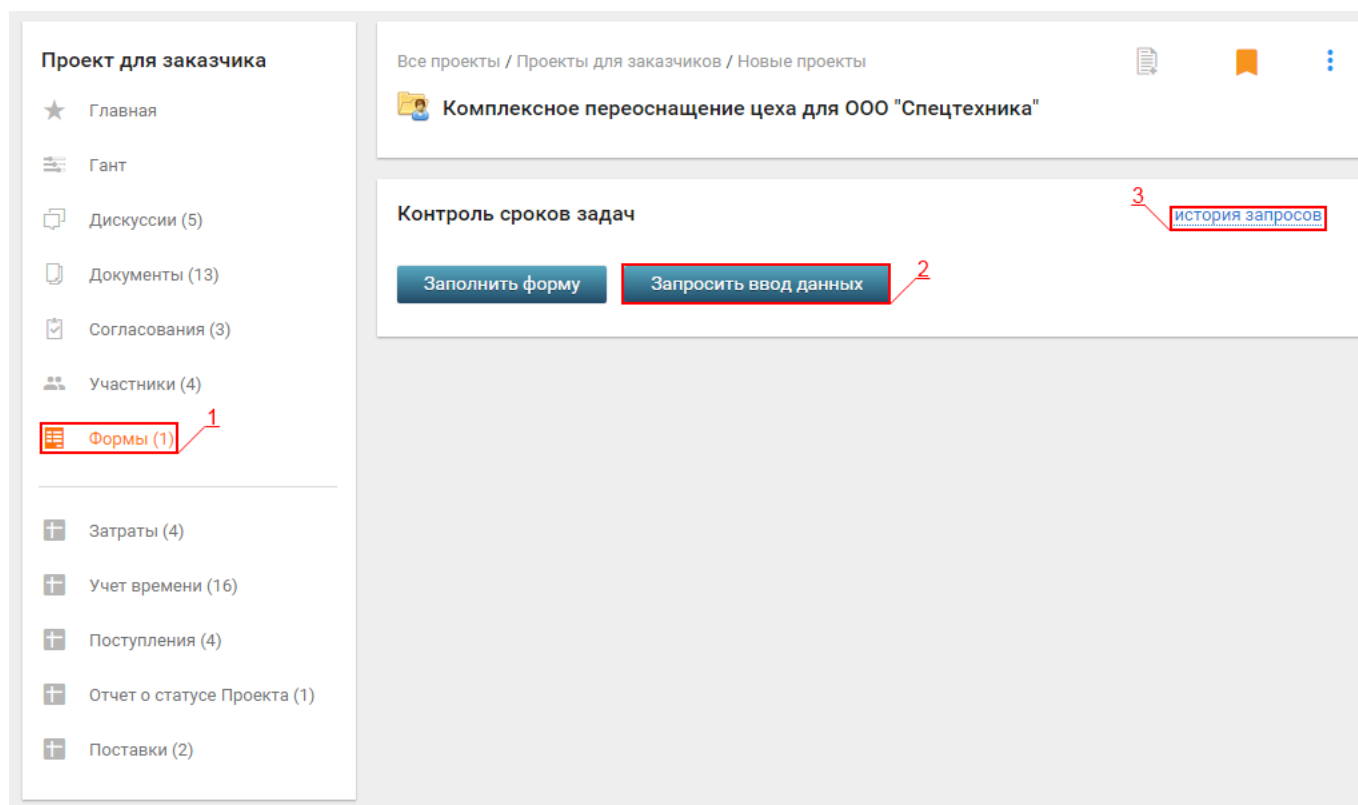 Проект для заказчика
Главная
Гант
Дискуссии (5)
Документы (13)
Согласования (3)
Участники (4)
1
Формы (1)
Затраты (4)
Учет времени (16)
Поступления (4)
Отчет о статусе Проекта (1)
Поставки (2)
Все проекты / Проекты для заказчиков / Новые проекты
Комплексное переоснащение цеха для ООО "Спецтехника"
Контроль сроков задач
3
история запросов
Заполнить форму
Запросить ввод данных
2